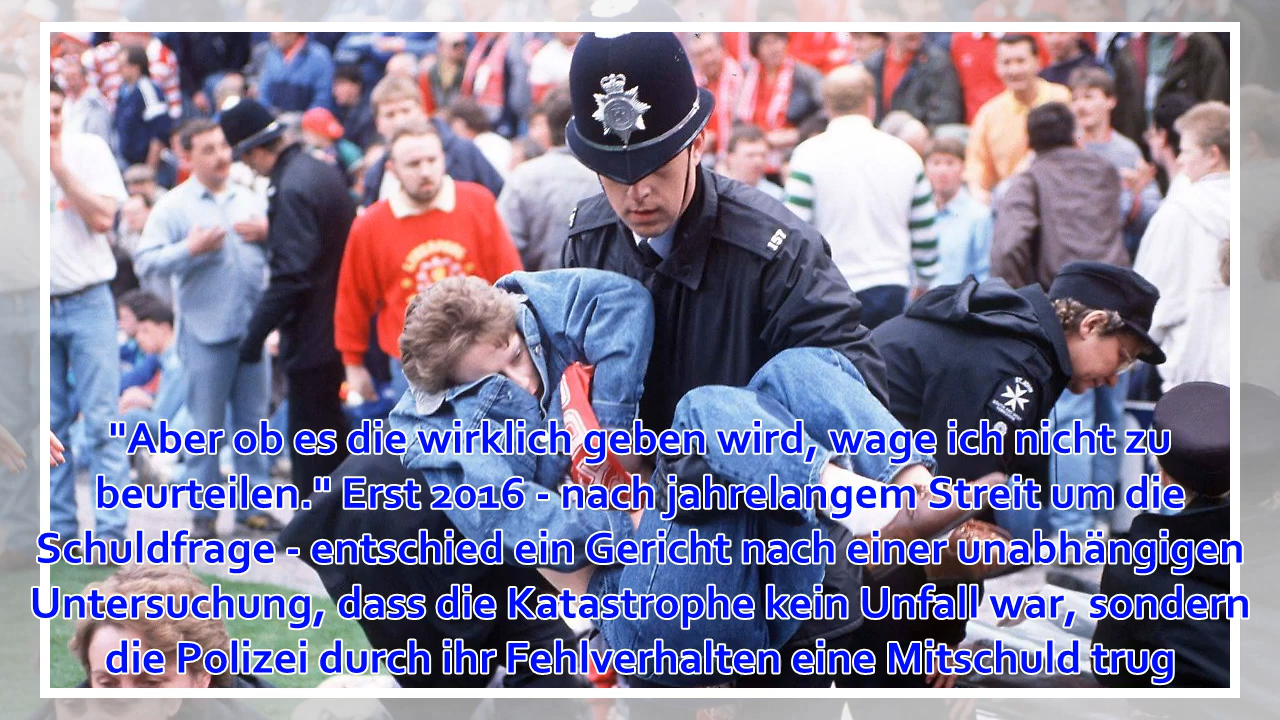 157
"Aber ob es die wirklich geben wird, wage ich nicht zu
beurteilen." Erst 2016 - nach jahrelangem Streit um die
Schuldfrage - entschied ein Gericht nach einer unabhängigen
Untersuchung, dass die Katastrophe kein Unfall war, sondern
die Polizei durch ihr Fehlverhalten eine Mitschuld trug